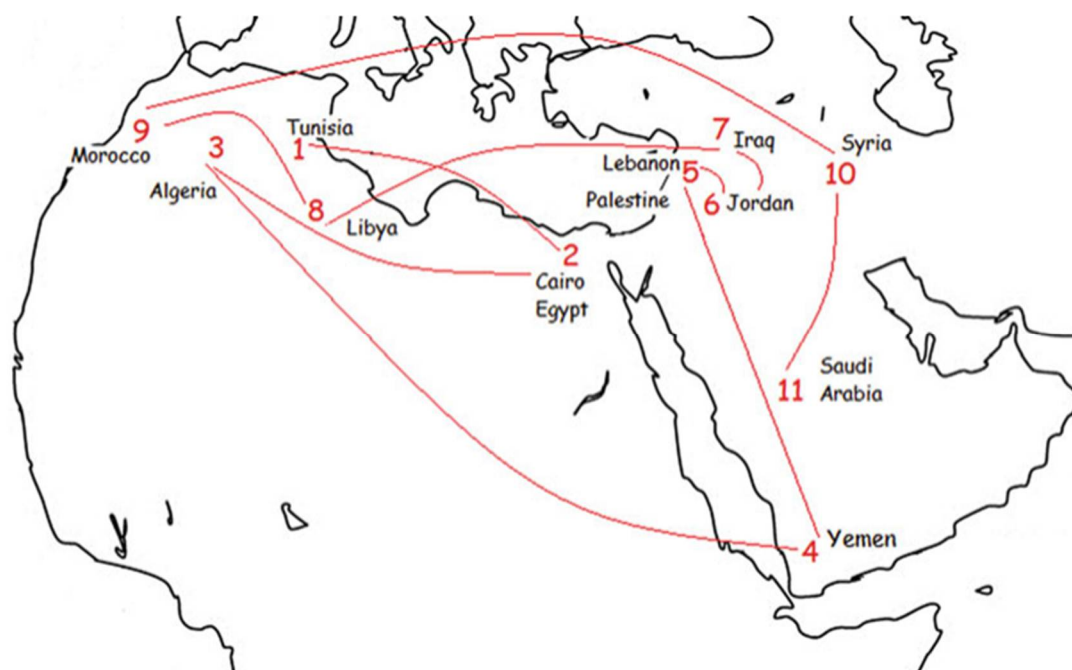 7
Iraq
Syria
Tunisia
1
9
Morocco
3
Algeria
Lebanon
5
10
Palestine
6
Jordan
8
Libya
2
Cairo
Egypt
11
Saudi
Arabia
4
Yemen